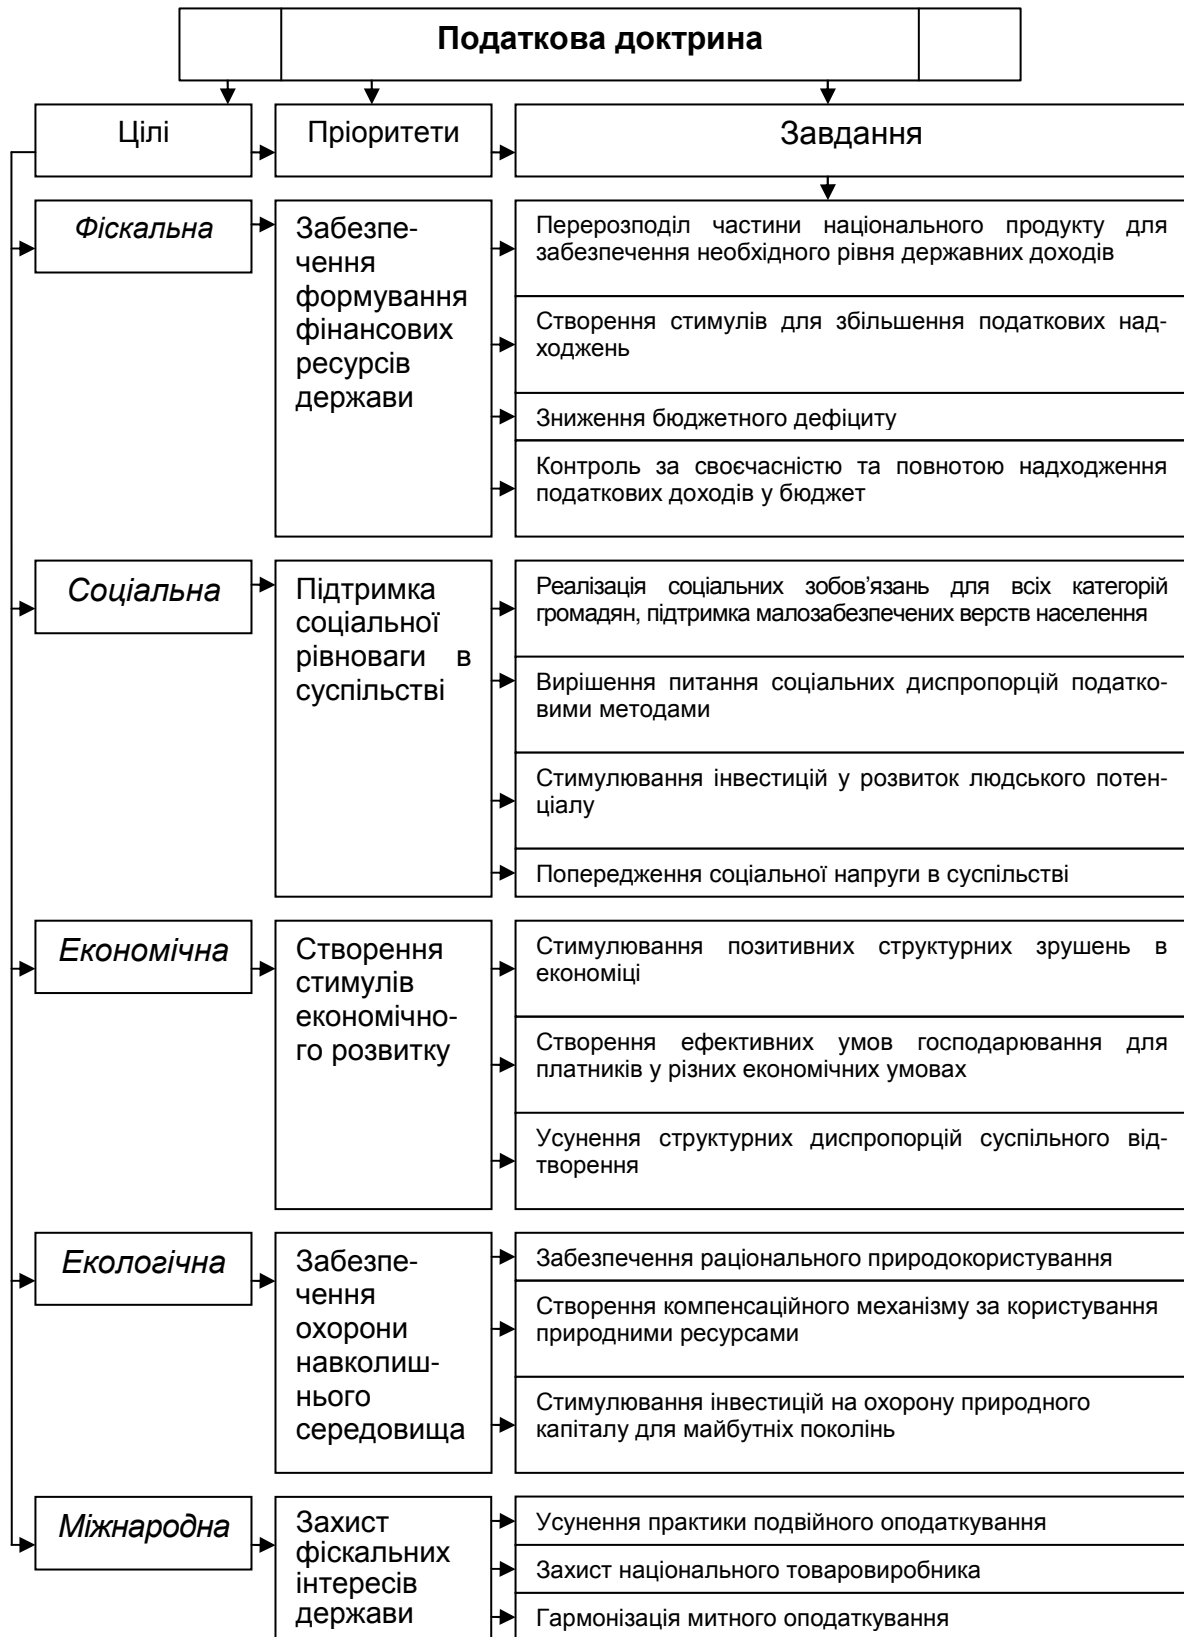 Податкова доктрина
Цілі
Пріоритети
Завдання
Фіскальна
Забезпе-
чення
формування
фінансових
ресурсів
держави
Перерозподіл частини національного продукту для
забезпечення необхідного рівня державних доходів
Створення стимулів для збільшення податкових над-
ходжень
Зниження бюджетного дефіциту
Контроль за своєчасністю та повнотою надходження
податкових доходів у бюджет
Соціальна
Підтримка
соціальної
рівноваги в
суспільстві
Реалізація соціальних зобов’язань для всіх категорій
громадян, підтримка малозабезпечених верств населення
Вирішення питання соціальних диспропорцій податко-
вими методами
Стимулювання інвестицій у розвиток людського потен-
ціалу
Попередження соціальної напруги в суспільстві
Економічна
Створення
стимулів
економічно-
го розвитку
Стимулювання позитивних структурних зрушень в
економіці
Створення ефективних умов господарювання для
платників у різних економічних умовах
Усунення структурних диспропорцій суспільного від-
творення
Екологічна
Забезпе-
чення
охорони
навколиш-
нього
середовища
Забезпечення раціонального природокористування
Створення компенсаційного механізму за користування
природними ресурсами
Стимулювання інвестицій на охорону природного
капіталу для майбутніх поколінь
Міжнародна
Захист
фіскальних
інтересів
держави
Усунення практики подвійного оподаткування
Захист національного товаровиробника
Гармонізація митного оподаткування